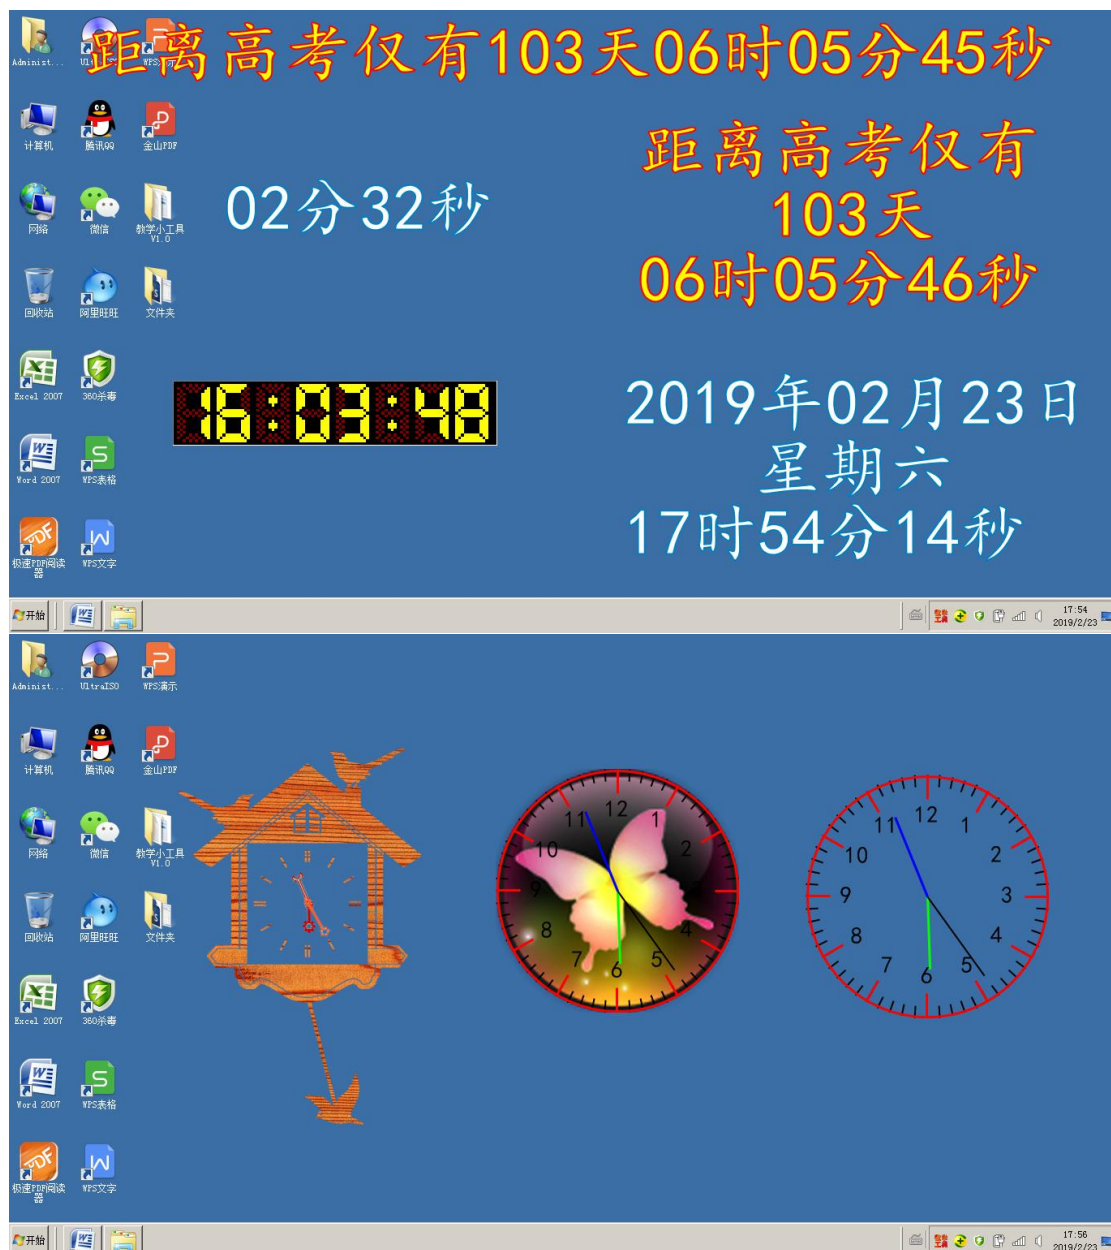 距离高考仅有103天06时05分45秒
Administ...
UltraISO
WPS演示
距离高考仅有
103天
06时05分46秒
计算机
腾讯QQ
金山PDF
02分32秒
网络
微信
教学小工具
V1.0
回收站
阿里旺旺
文件夹
16:03:48
2019年02月23日
星期六
17时54分14秒
Excel 2007
360杀毒
Word 2007
WPS表格
极速PDF阅读
器
WPS文字
开始
17:54
2019/2/23
Administ...
UltraISO
WPS演示
计算机
腾讯QQ
金山PDF
网络
微信
教学小工具
V1.0
回收站
阿里旺旺
文件夹
12
1
2
3
4
5
6
7
8
9
10
11
12
1
2
3
4
5
6
7
8
9
10
11
Excel 2007
360杀毒
Word 2007
WPS表格
极速PDF阅读
器
WPS文字
开始
17:56
2019/2/23